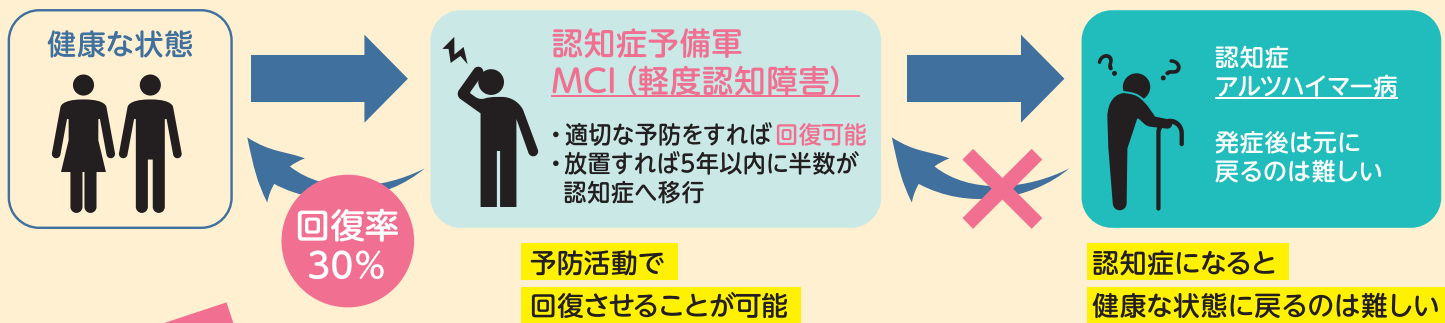 健康な状態
回復率
30%
認知症予備軍
MCI（軽度認知障害）
・適切な予防をすれば回復可能
・放置すれば5年以内に半数が
認知症へ移行
予防活動で
回復させることが可能
認知症
アルツハイマー病
発症後は元に
戻るのは難しい
認知症になると
健康な状態に戻るのは難しい